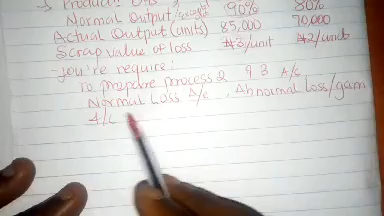 Normal Output 90% 80%
Actual Output (units) 85,000 70,000
Scrap value of loss ₦3/unit ₦2/unit
You're require:
To prepare process 2 A/C
Normal Loss A/c, Abnormal Loss/gain
A/C